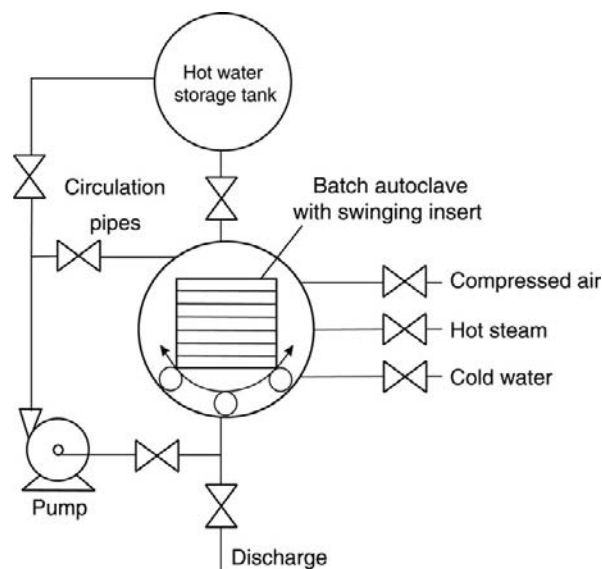 Hot water
storage tank
Circulation
pipes
Batch autoclave
with swinging insert
Compressed air
Hot steam
Cold water
Pump
Discharge